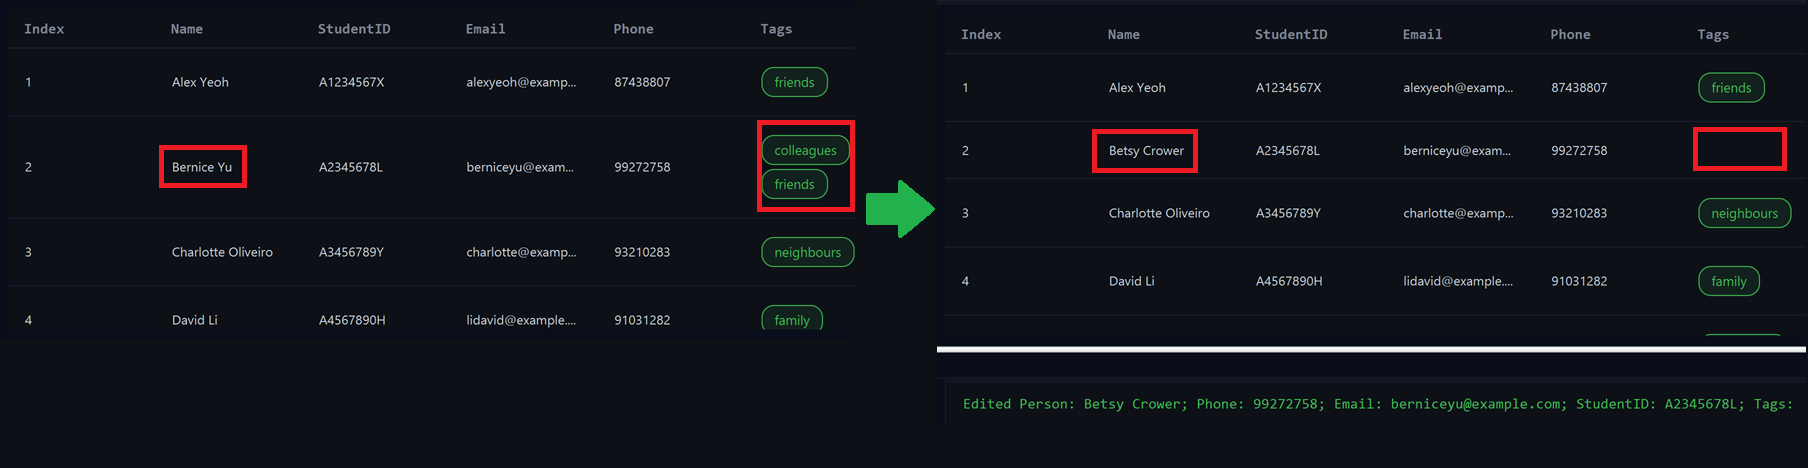 Index Name StudentID Email Phone Tags
1 Alex Yeoh A1234567X alexyeoh@examp... 87438807 friends
2 Bernice Yu A2345678L berniceyu@exam... 99272758 colleagues
friends
3 Charlotte Oliveiro A3456789Y charlotte@examp... 93210283 neighbours
4 David Li A4567890H lidavid@example.... 91031282 family
Index Name StudentID Email Phone Tags
1 Alex Yeoh A1234567X alexyeoh@examp... 87438807 friends
2 Betsy Crower A2345678L berniceyu@exam... 99272758
3 Charlotte Oliveiro A3456789Y charlotte@examp... 93210283 neighbours
4 David Li A4567890H lidavid@example.... 91031282 family
Edited Person: Betsy Crower; Phone: 99272758; Email: berniceyu@example.com; StudentID: A2345678L; Tags: